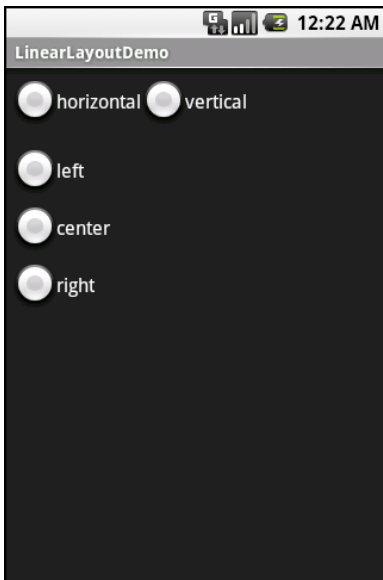 12:22 AM
LinearLayoutDemo
horizontal vertical
left
center
right